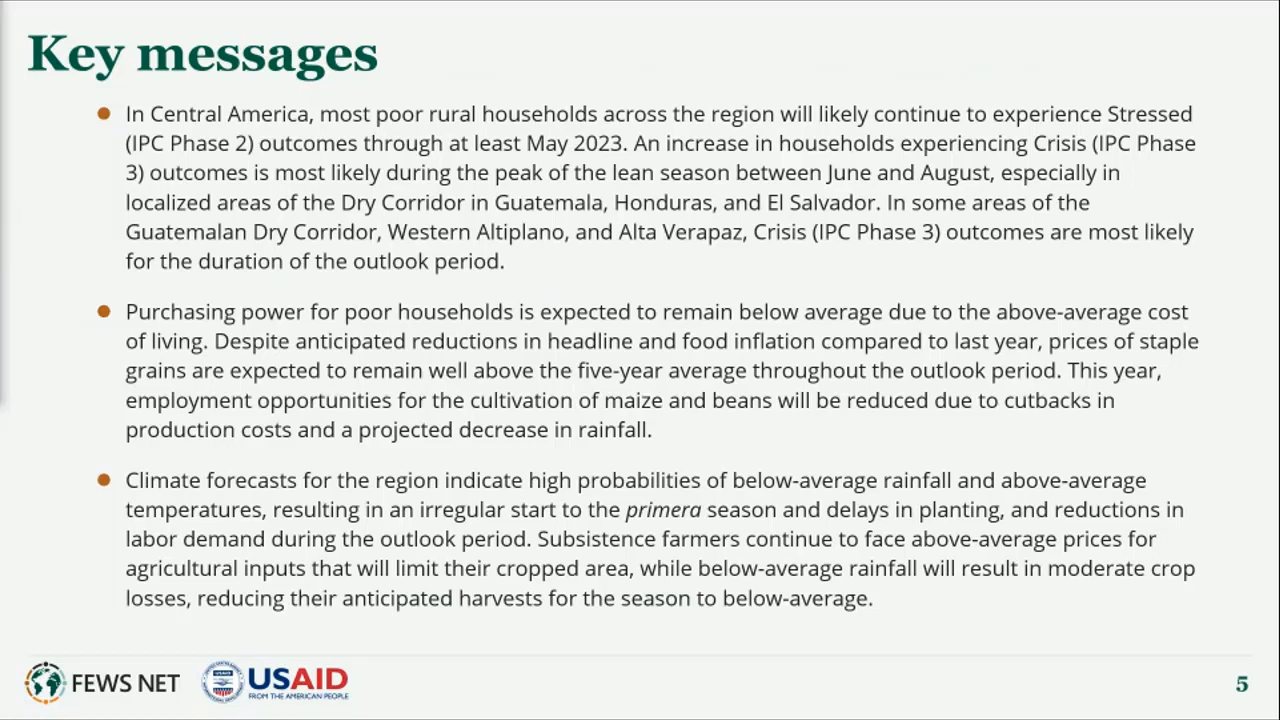 Key messages
In Central America, most poor rural households across the region will likely continue to experience Stressed
(IPC Phase 2) outcomes through at least May 2023. An increase in households experiencing Crisis (IPC Phase
3) outcomes is most likely during the peak of the lean season between June and August, especially in
localized areas of the Dry Corridor in Guatemala, Honduras, and El Salvador. In some areas of the
Guatemalan Dry Corridor, Western Altiplano, and Alta Verapaz, Crisis (IPC Phase 3) outcomes are most likely
for the duration of the outlook period.
Purchasing power for poor households is expected to remain below average due to the above-average cost
of living. Despite anticipated reductions in headline and food inflation compared to last year, prices of staple
grains are expected to remain well above the five-year average throughout the outlook period. This year,
employment opportunities for the cultivation of maize and beans will be reduced due to cutbacks in
production costs and a projected decrease in rainfall.
Climate forecasts for the region indicate high probabilities of below-average rainfall and above-average
temperatures, resulting in an irregular start to the primera season and delays in planting, and reductions in
labor demand during the outlook period. Subsistence farmers continue to face above-average prices for
agricultural inputs that will limit their cropped area, while below-average rainfall will result in moderate crop
losses, reducing their anticipated harvests for the season to below-average.
FEWS NET
USAID
FROM THE AMERICAN PEOPLE
5